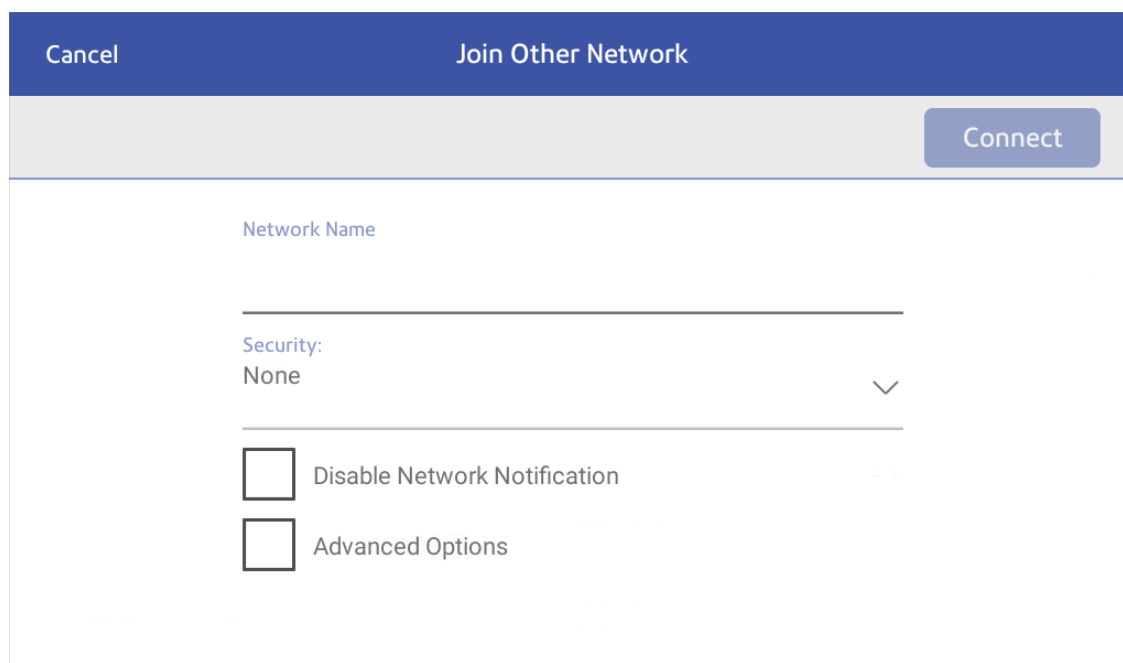 Cancel
Join Other Network
Connect
Network Name
Security:
None
Disable Network Notification
Advanced Options